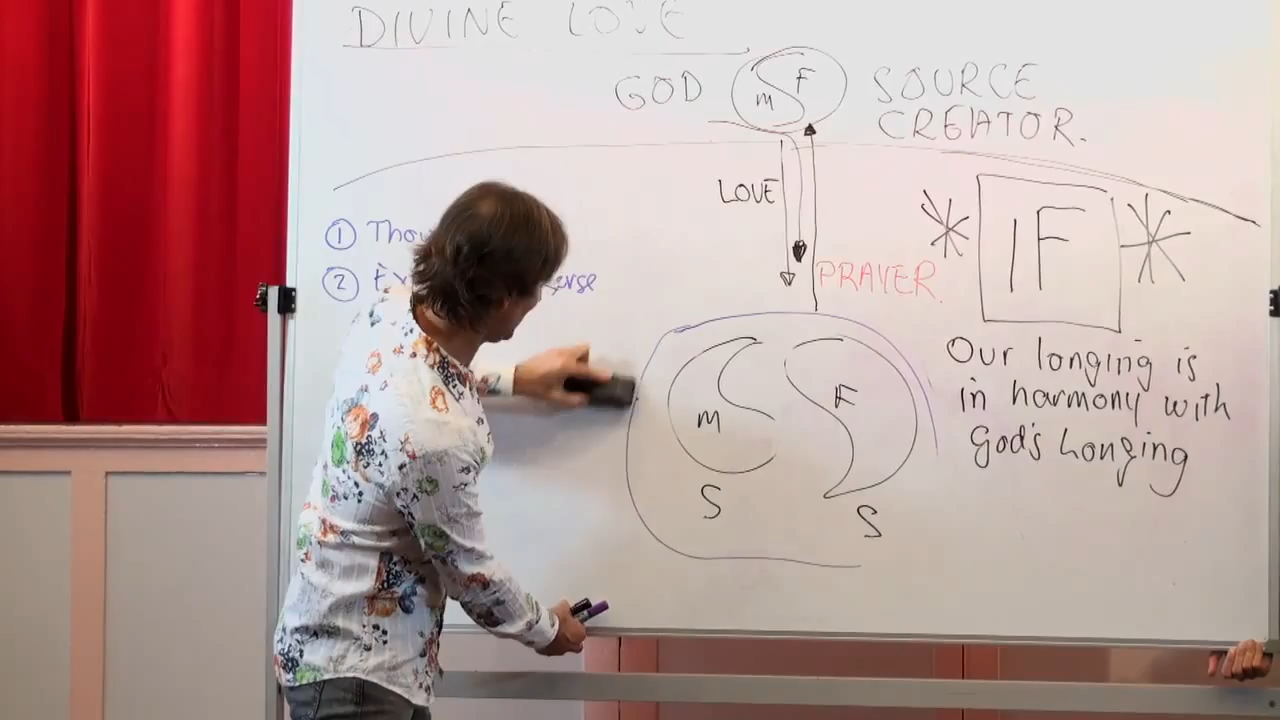 DIVINE LOVE
GOD M F SOURCE
CREATOR.
LOVE
PRAYER.
* IF *
①
②
Our longing is
in harmony with
God's Longing
M F
S S